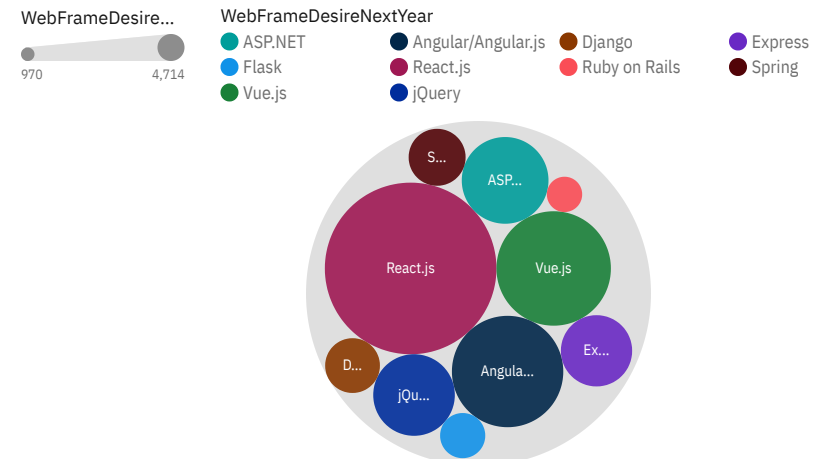 WebFrameDesire...
970
4,714
WebFrameDesireNextYear
ASP.NET Angular/Angular.js Django Express
Flask React.js Ruby on Rails Spring
Vue.js jQuery
S...
ASP...
React.js
Vue.js
Ex...
D...
Angula...
jQu...